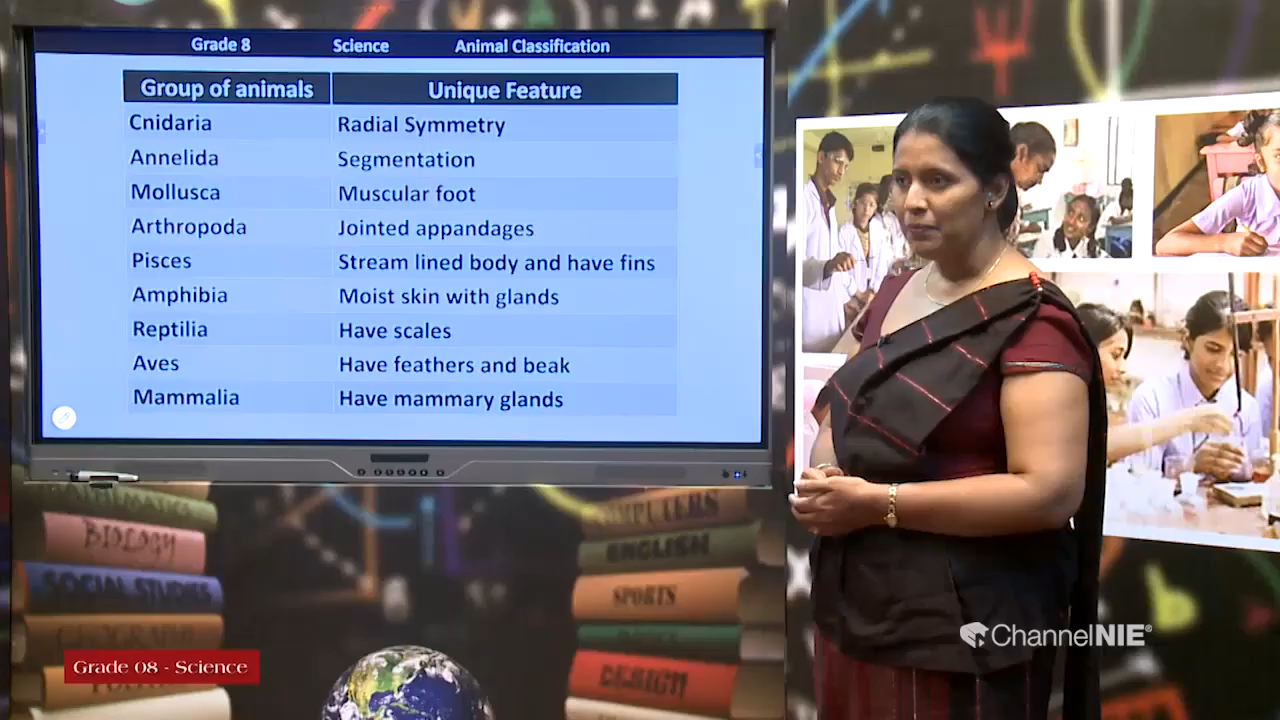 Grade 8 Science Animal Classification
Group of animals Unique Feature
Cnidaria Radial Symmetry
Annelida Segmentation
Mollusca Muscular foot
Arthropoda Jointed appandages
Pisces Stream lined body and have fins
Amphibia Moist skin with glands
Reptilia Have scales
Aves Have feathers and beak
Mammalia Have mammary glands
MATHEMATICS
BIOLOGY
SOCIAL STUDIES
COMPUTERS
ENGLISH
SPORTS
DESIGN
ChannelNIE®
Grade 08 - Science